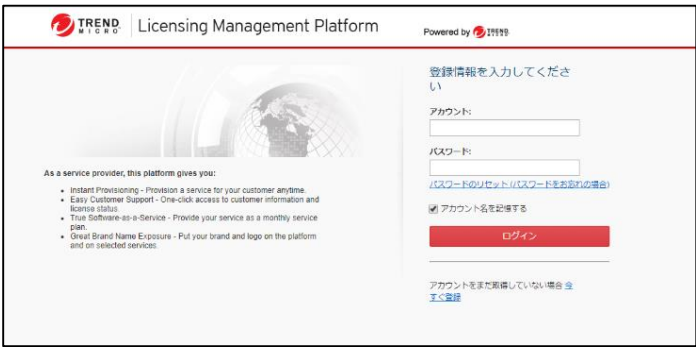 TREND MICRO Licensing Management Platform
Powered by TREND MICRO
As a service provider, this platform gives you:
Instant Provisioning - Provision a service for your customer anytime.
Easy Customer Support - One-click access to customer information and
license status.
True Software-as-a-Service - Provide your service as a monthly service
plan.
Great Brand Name Exposure - Put your brand and logo on the platform
and on selected services.
登録情報を入力してくださ
い
アカウント:
パスワード:
パスワードのリセット (パスワードをお忘れの場合)
アカウント名を記憶する
ログイン
アカウントをまだ取得していない場合 今
すぐ登録